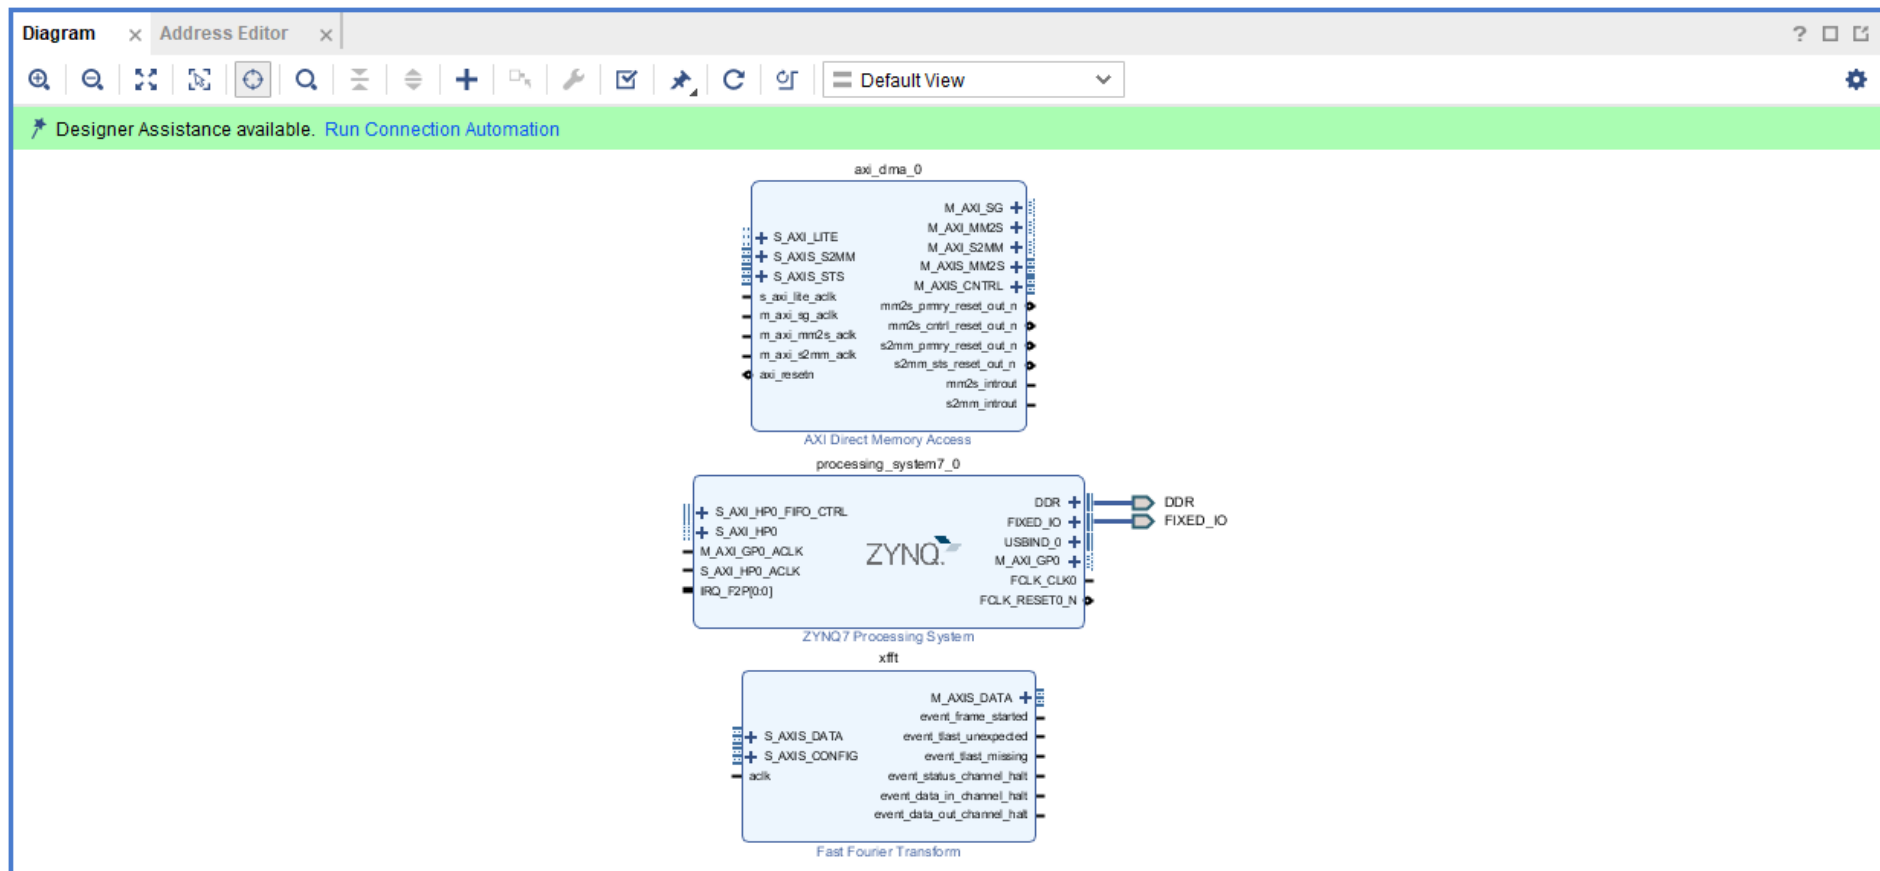 Diagram
Address Editor
?
Default View
Designer Assistance available. Run Connection Automation
axi_dma_0
M_AXI_SG
M_AXI_MM2S
S_AXI_LITE
M_AXI_S2MM
S_AXIS_S2MM
M_AXIS_MM2S
S_AXIS_STS
M_AXIS_CNTRL
s_axi_lite_aclk
mm2s_prmry_reset_out_n
m_axi_sg_aclk
mm2s_cntrl_reset_out_n
m_axi_mm2s_aclk
s2mm_prmry_reset_out_n
m_axi_s2mm_aclk
s2mm_sts_reset_out_n
axi_resetn
mm2s_introut
s2mm_introut
AXI Direct Memory Access
processing_system7_0
DDR
DDR
S_AXI_HP0_FIFO_CTRL
FIXED_IO
FIXED_IO
S_AXI_HP0
USBIND_0
M_AXI_GP0_ACLK
ZYNQ
M_AXI_GP0
S_AXI_HP0_ACLK
FCLK_CLK0
IRQ_F2P[0:0]
FCLK_RESET0_N
ZYNQ7 Processing System
xfft
M_AXIS_DATA
event_frame_started
S_AXIS_DATA
event_tlast_unexpected
S_AXIS_CONFIG
event_tlast_missing
aclk
event_status_channel_halt
event_data_in_channel_halt
event_data_out_channel_halt
Fast Fourier Transform